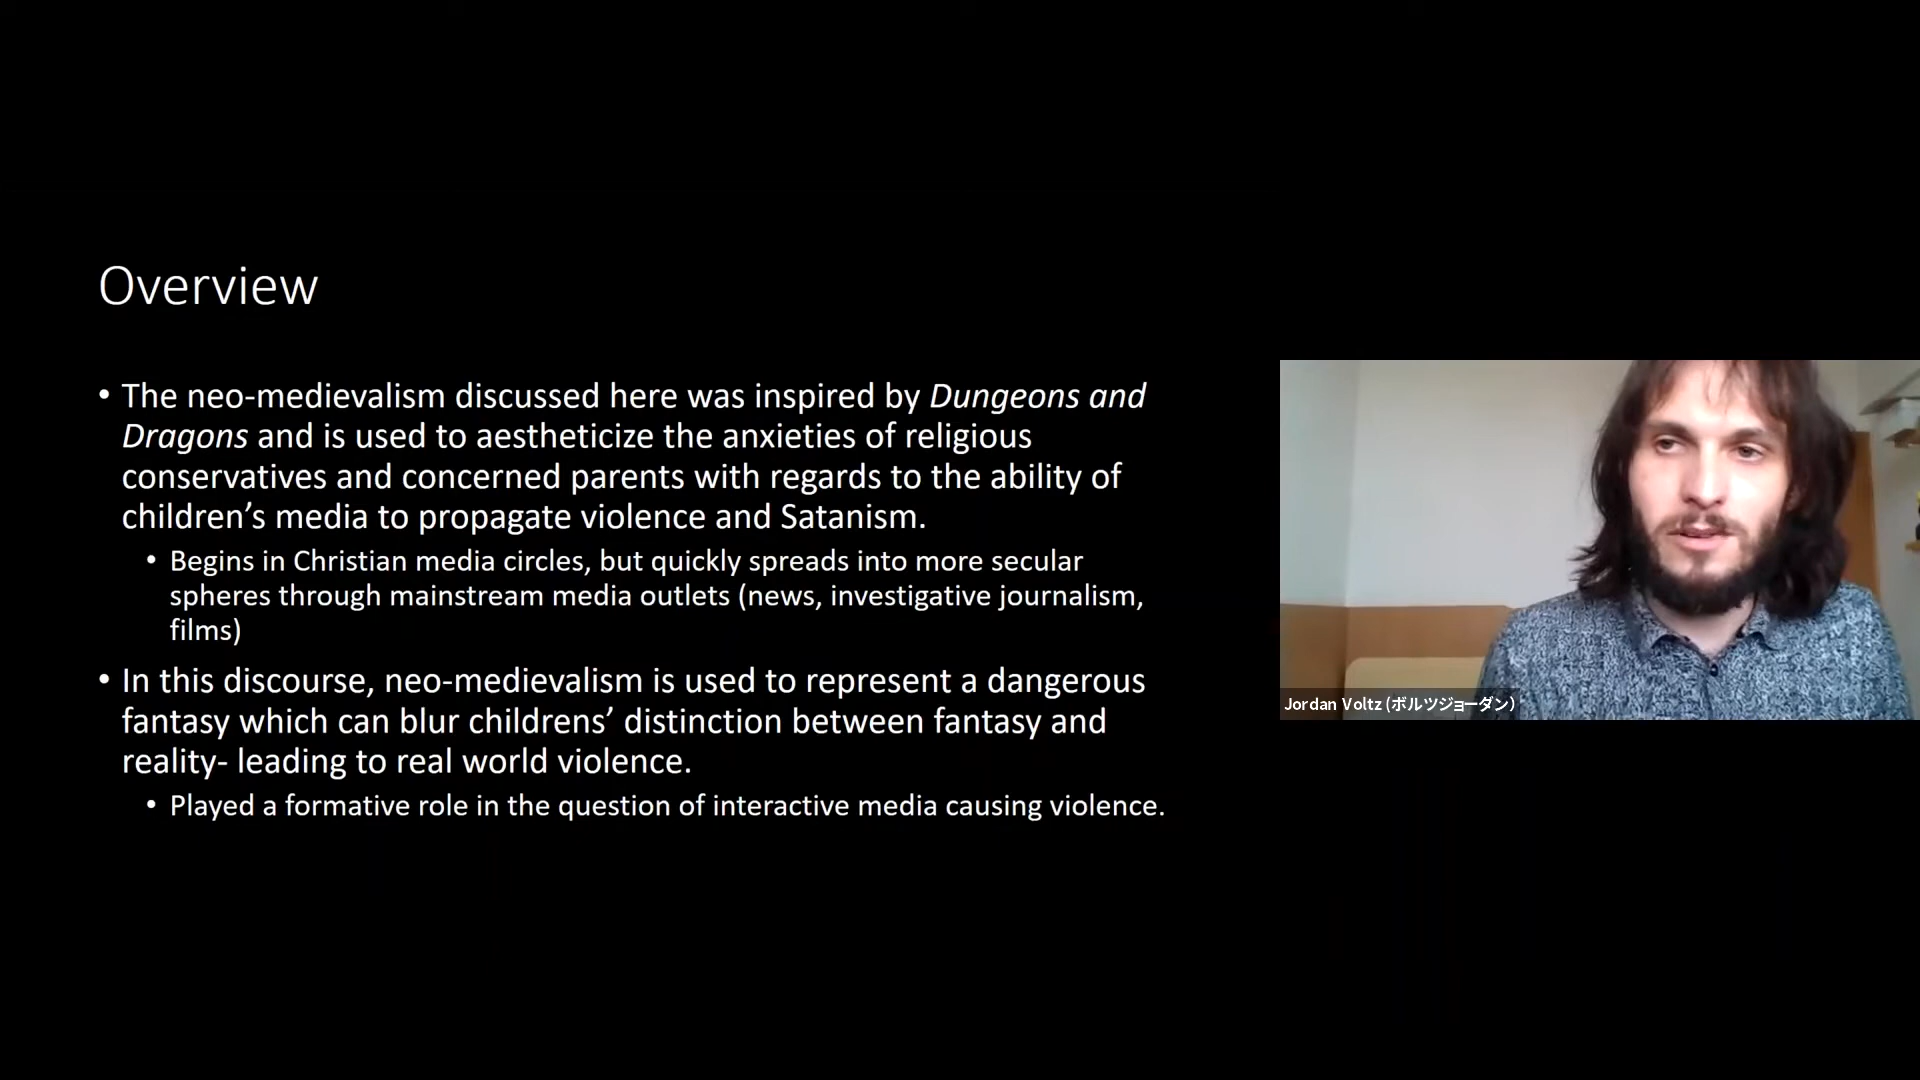 Overview
• The neo-medievalism discussed here was inspired by Dungeons and
Dragons and is used to aestheticize the anxieties of religious
conservatives and concerned parents with regards to the ability of
children’s media to propagate violence and Satanism.
• Begins in Christian media circles, but quickly spreads into more secular
spheres through mainstream media outlets (news, investigative journalism,
films)
• In this discourse, neo-medievalism is used to represent a dangerous
fantasy which can blur childrens’ distinction between fantasy and
reality- leading to real world violence.
• Played a formative role in the question of interactive media causing violence.
Jordan Voltz (ボルツジョーダン)